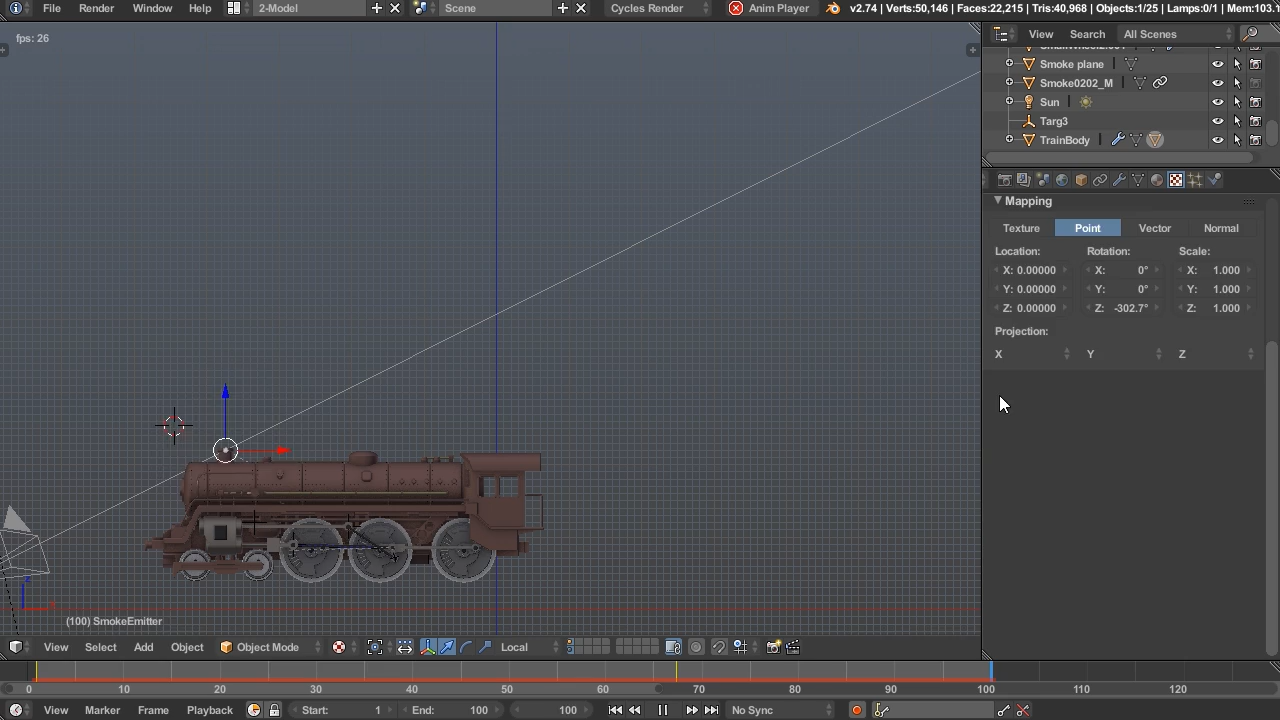 File Render Window Help 2-Model Scene Cycles Render Anim Player v2.74 | Verts:50,146 | Faces:22,215 | Tris:40,968 | Objects:1/25 | Lamps:0/1 | Mem:103.1
fps: 26
View Search All Scenes
Smoke plane
Smoke0202_M
Sun
Targ3
TrainBody
Mapping
Texture Point Vector Normal
Location: Rotation: Scale:
X: 0.00000 X: 0° X: 1.000
Y: 0.00000 Y: 0° Y: 1.000
Z: 0.00000 Z: -302.7° Z: 1.000
Projection:
X Y Z
(100) SmokeEmitter
View Select Add Object Object Mode Local
0 10 20 30 40 50 60 70 80 90 100 110 120
View Marker Frame Playback Start: 1 End: 100 100 No Sync